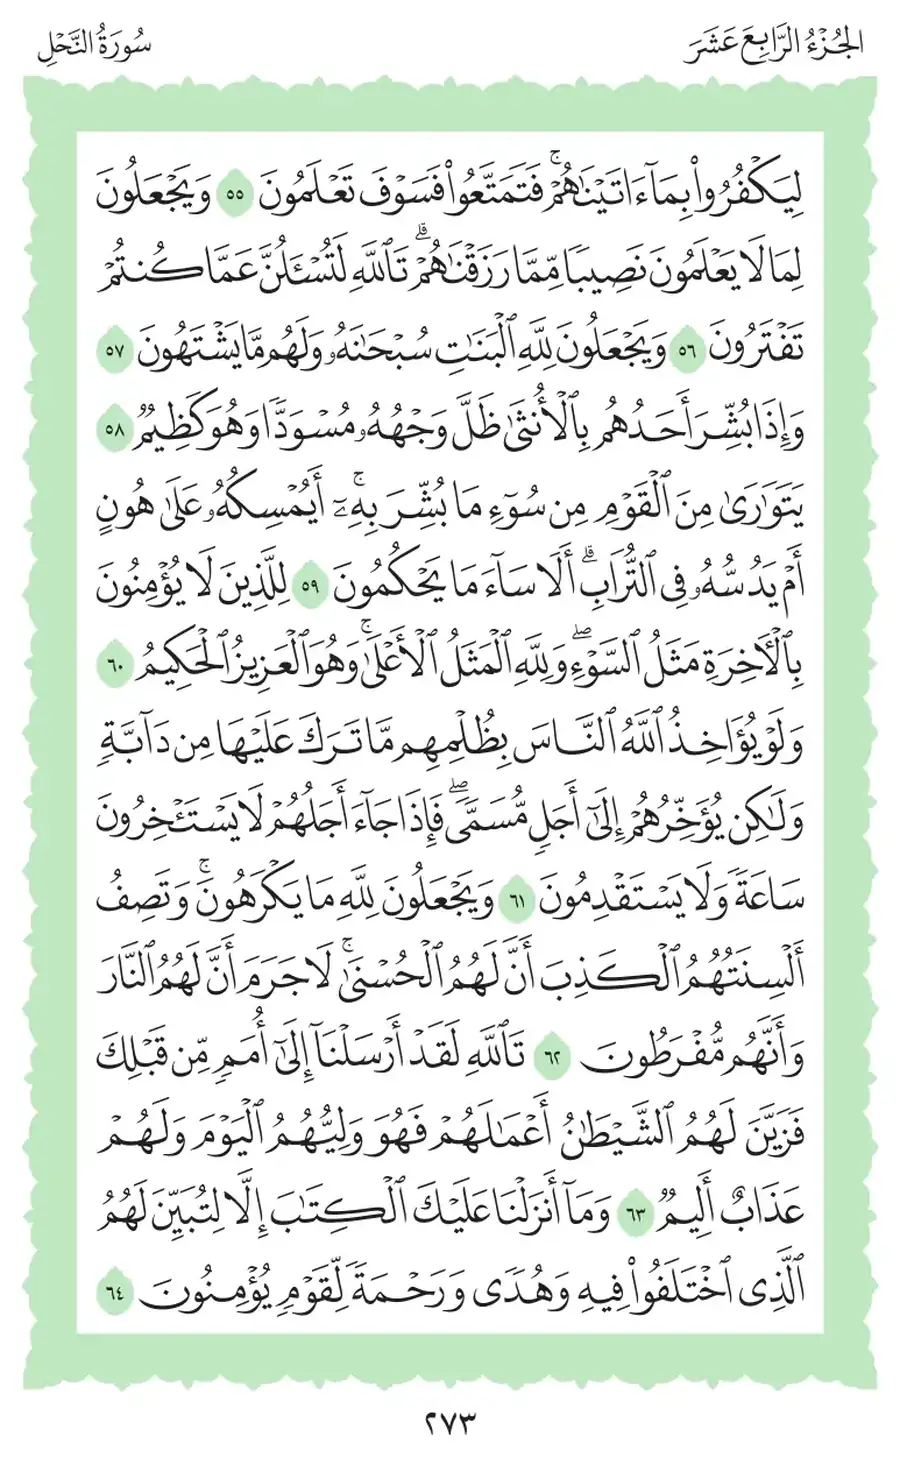 الجُزْءُ الرَّابِعَ عَشَرَ
سُورَةُ النَّحْلِ
لِيَكْفُرُوا۟ بِمَآ ءَاتَيْنَـٰهُمْ ۚ فَتَمَتَّعُوا۟ فَسَوْفَ تَعْلَمُونَ ٥٥ وَيَجْعَلُونَ
لِمَا لَا يَعْلَمُونَ نَصِيبًا مِّمَّا رَزَقْنَـٰهُمْ ۗ تَٱللَّهِ لَتُسْـَٔلُنَّ عَمَّا كُنتُمْ
تَفْتَرُونَ ٥٦ وَيَجْعَلُونَ لِلَّهِ ٱلْبَنَـٰتِ سُبْحَـٰنَهُۥ وَلَهُم مَّا يَشْتَهُونَ ٥٧
وَإِذَا بُشِّرَ أَحَدُهُم بِٱلْأُنثَىٰ ظَلَّ وَجْهُهُۥ مُسْوَدًّا وَهُوَ كَظِيمٌ ٥٨
يَتَوَٰرَىٰ مِنَ ٱلْقَوْمِ مِن سُوٓءِ مَا بُشِّرَ بِهِۦٓ ۚ أَيُمْسِكُهُۥ عَلَىٰ هُونٍ
أَمْ يَدُسُّهُۥ فِى ٱلتُّرَابِ ۗ أَلَا سَآءَ مَا يَحْكُمُونَ ٥٩ لِلَّذِينَ لَا يُؤْمِنُونَ
بِٱلْـَٔاخِرَةِ مَثَلُ ٱلسَّوْءِ ۖ وَلِلَّهِ ٱلْمَثَلُ ٱلْأَعْلَىٰ ۚ وَهُوَ ٱلْعَزِيزُ ٱلْحَكِيمُ ٦٠
وَلَوْ يُؤَاخِذُ ٱللَّهُ ٱلنَّاسَ بِظُلْمِهِم مَّا تَرَكَ عَلَيْهَا مِن دَآبَّةٍ
وَلَـٰكِن يُؤَخِّرُهُمْ إِلَىٰٓ أَجَلٍ مُّسَمًّى ۖ فَإِذَا جَآءَ أَجَلُهُمْ لَا يَسْتَـْٔخِرُونَ
سَاعَةً وَلَا يَسْتَقْدِمُونَ ٦١ وَيَجْعَلُونَ لِلَّهِ مَا يَكْرَهُونَ ۚ وَتَصِفُ
أَلْسِنَتُهُمُ ٱلْكَذِبَ أَنَّ لَهُمُ ٱلْحُسْنَىٰ ۚ لَا جَرَمَ أَنَّ لَهُمُ ٱلنَّارَ
وَأَنَّهُم مُّفْرَطُونَ ٦٢ تَٱللَّهِ لَقَدْ أَرْسَلْنَآ إِلَىٰٓ أُمَمٍ مِّن قَبْلِكَ
فَزَيَّنَ لَهُمُ ٱلشَّيْطَـٰنُ أَعْمَـٰلَهُمْ فَهُوَ وَلِيُّهُمُ ٱلْيَوْمَ وَلَهُمْ
عَذَابٌ أَلِيمٌ ٦٣ وَمَآ أَنزَلْنَا عَلَيْكَ ٱلْكِتَـٰبَ إِلَّا لِتُبَيِّنَ لَهُمُ
ٱلَّذِى ٱخْتَلَفُوا۟ فِيهِ وَهُدًى وَرَحْمَةً لِّقَوْمٍ يُؤْمِنُونَ ٦٤
٢٧٣